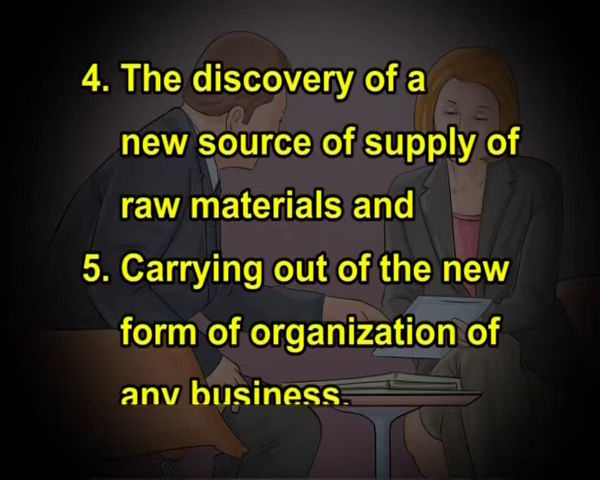 4. The discovery of a
new source of supply of
raw materials and
5. Carrying out of the new
form of organization of
any business.